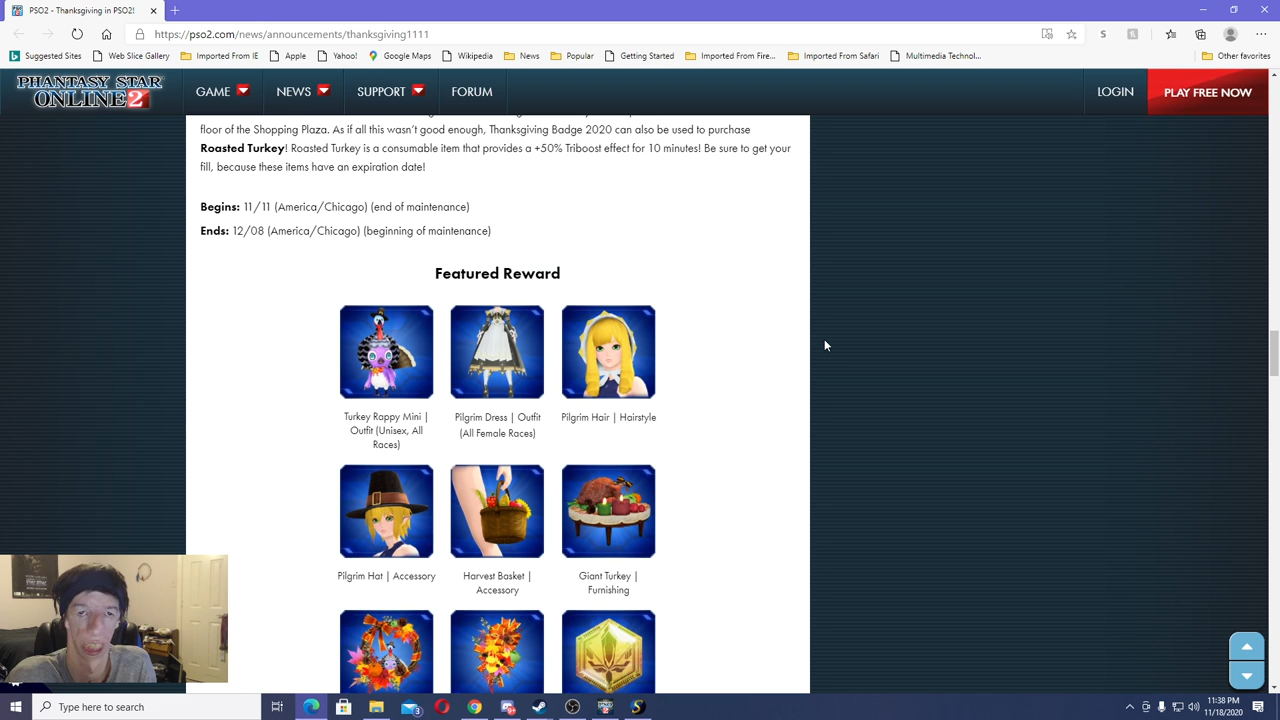 PSO2 - Thanksgiving in PSO2!
https://pso2.com/news/announcements/thanksgiving1111
Suggested Sites
Web Slice Gallery
Imported From IE
Apple
Yahoo!
Google Maps
Wikipedia
News
Popular
Getting Started
Imported From Fire...
Imported From Safari
Multimedia Technol...
Other favorites
PHANTASY STAR
ONLINE 2
GAME
NEWS
SUPPORT
FORUM
LOGIN
PLAY FREE NOW
floor of the Shopping Plaza. As if all this wasn't good enough, Thanksgiving Badge 2020 can also be used to purchase
Roasted Turkey! Roasted Turkey is a consumable item that provides a +50% Triboost effect for 10 minutes! Be sure to get your
fill, because these items have an expiration date!
Begins: 11/11 (America/Chicago) (end of maintenance)
Ends: 12/08 (America/Chicago) (beginning of maintenance)
Featured Reward
Turkey Rappy Mini |
Outfit (Unisex, All
Races)
Pilgrim Dress | Outfit
(All Female Races)
Pilgrim Hair | Hairstyle
Pilgrim Hat | Accessory
Harvest Basket |
Accessory
Giant Turkey |
Furnishing
Type here to search
11:38 PM
11/18/2020